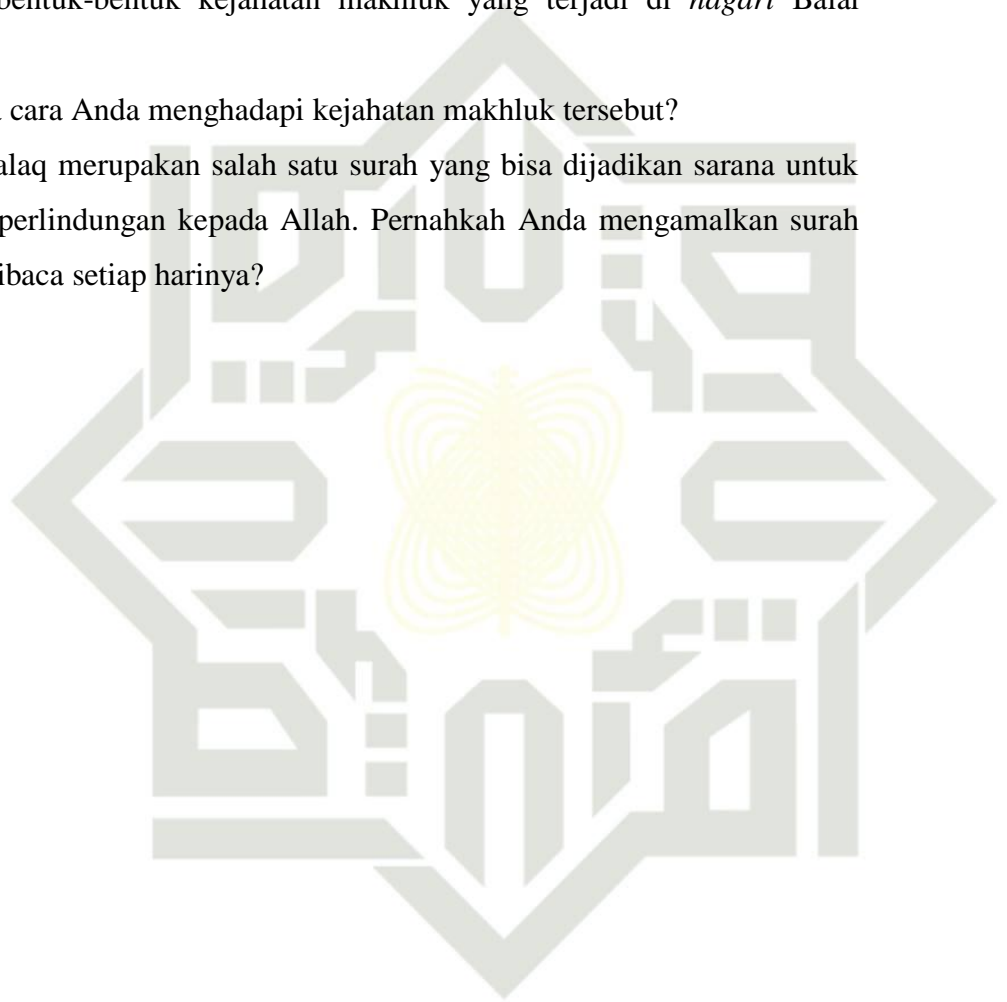 bentuk-bentuk kejahatan makhluk yang terjadi di nagari Balai
cara Anda menghadapi kejahatan makhluk tersebut?
alaq merupakan salah satu surah yang bisa dijadikan sarana untuk
perlindungan kepada Allah. Pernahkah Anda mengamalkan surah
ibaca setiap harinya?